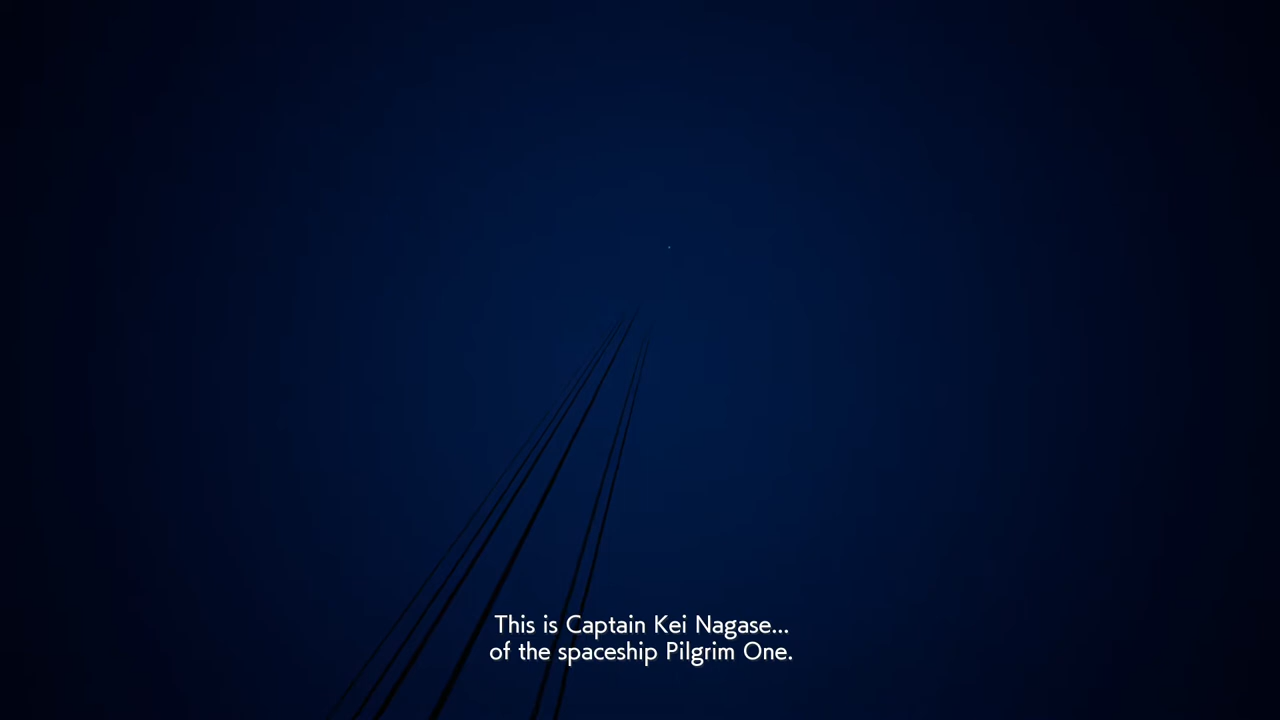 This is Captain Kei Nagase...
of the spaceship Pilgrim One.